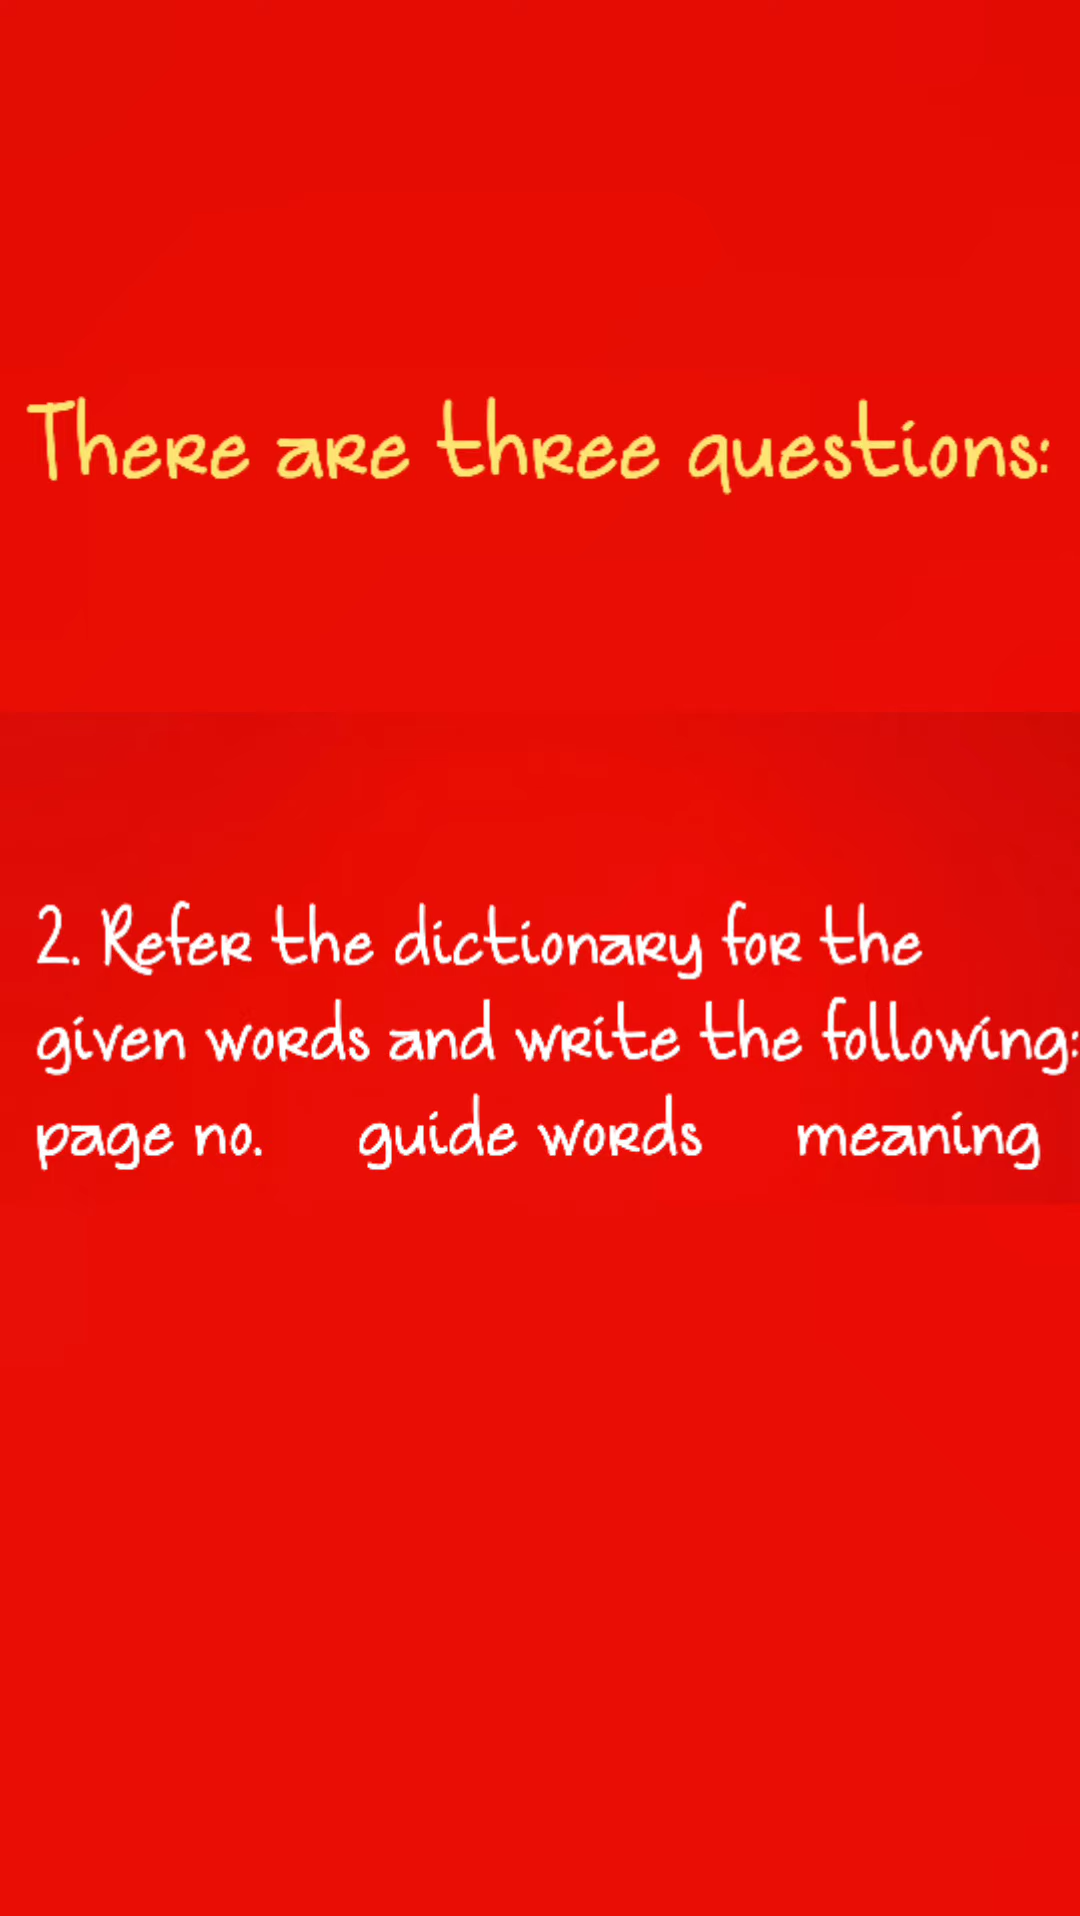 There are three questions:
2. Refer the dictionary for the
given words and write the following:
page no. guide words meaning